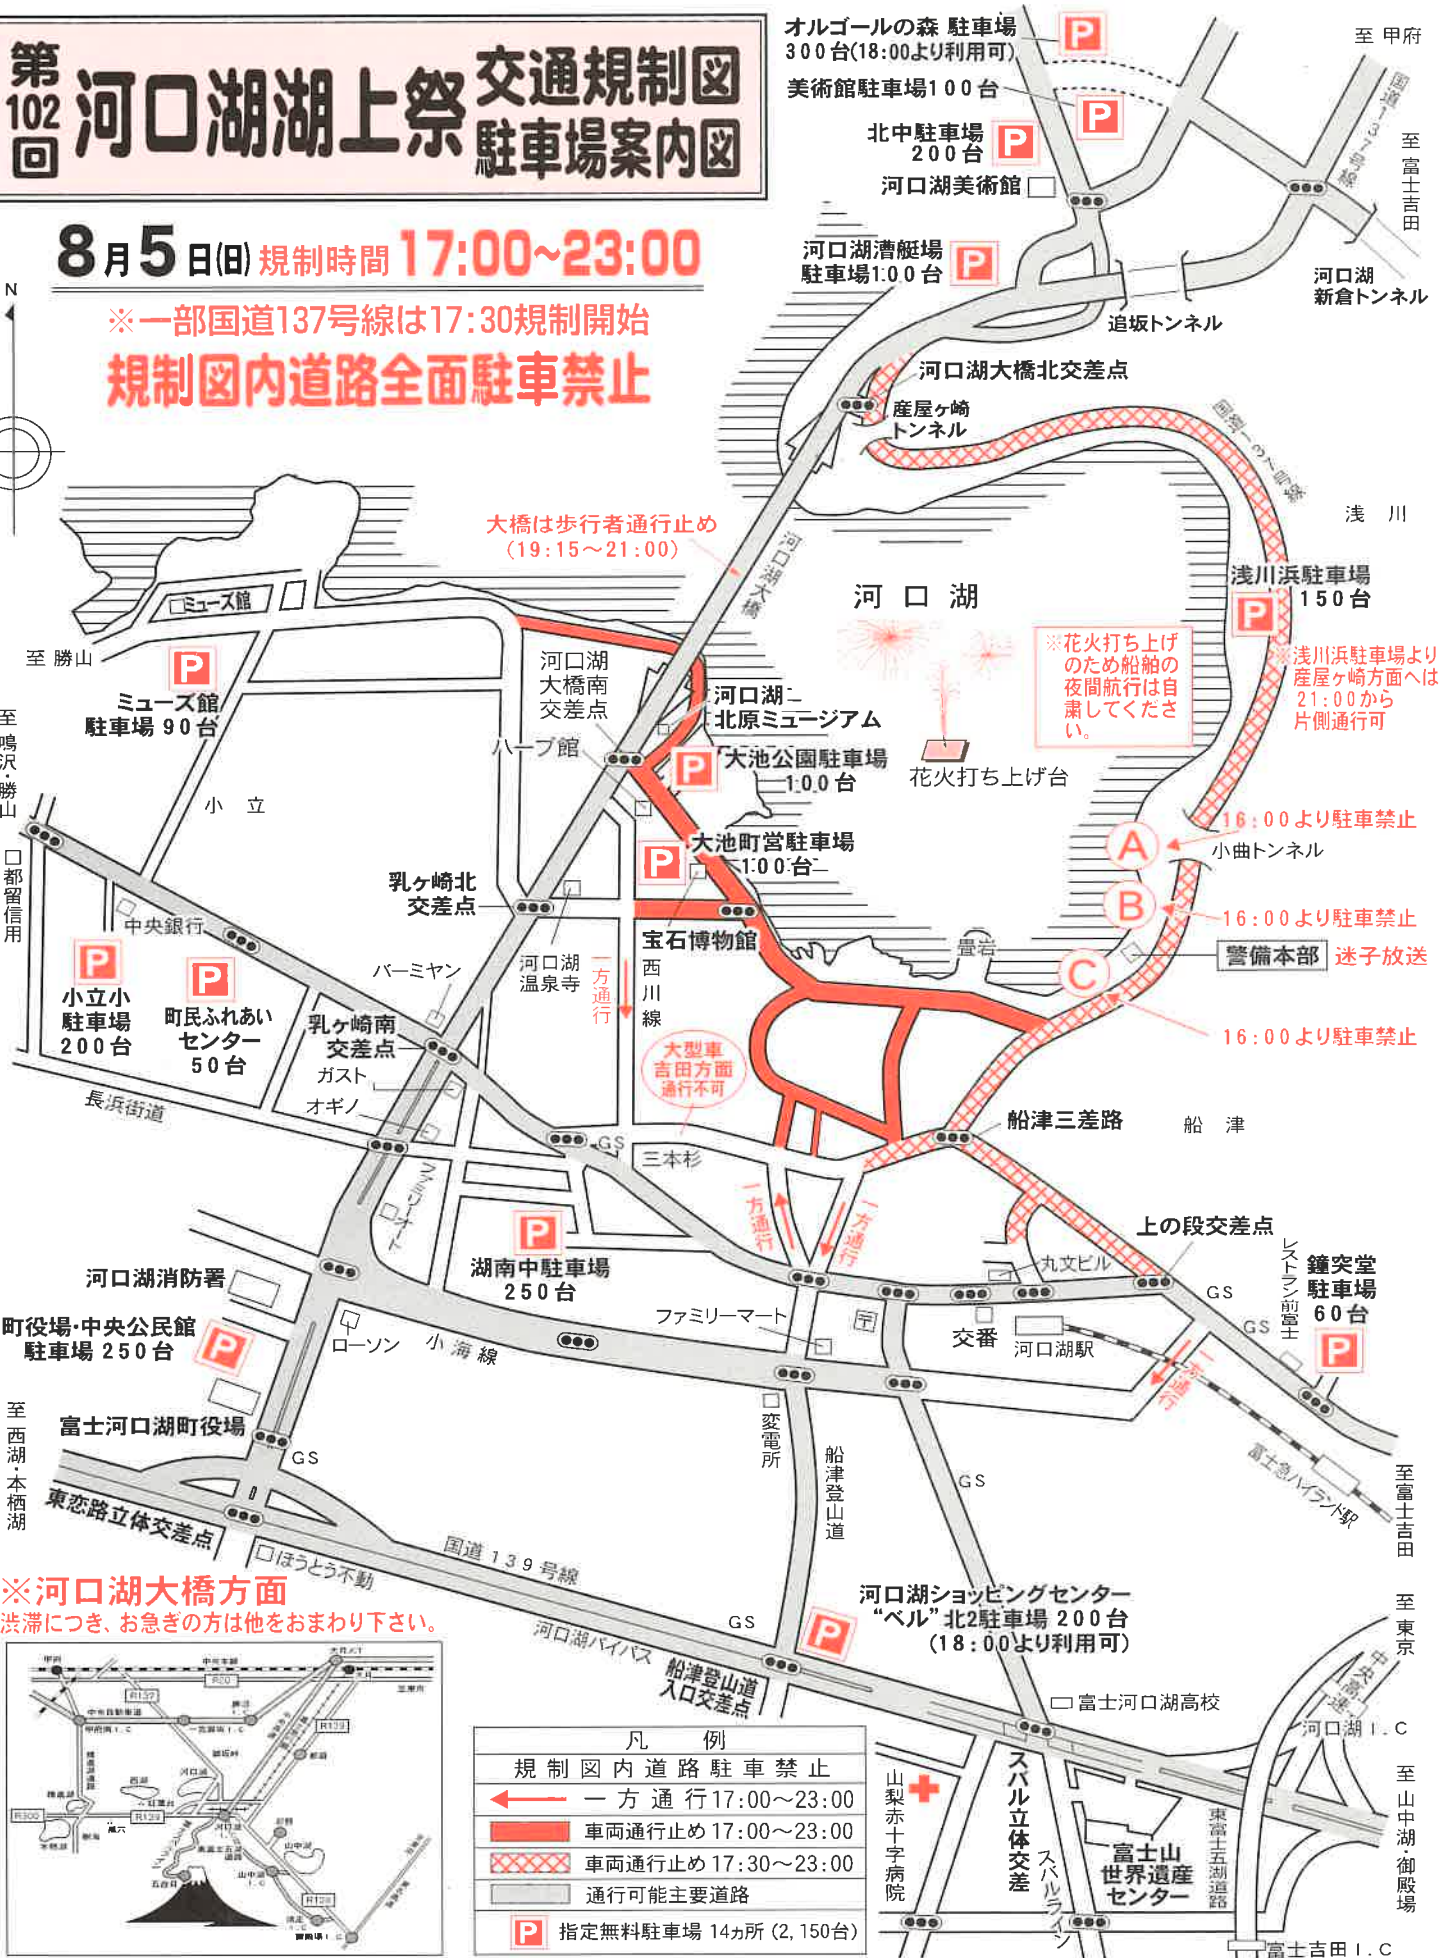 第102回
河口湖湖上祭
交通規制図
駐車場案内図
8月5日(日) 規制時間 17:00~23:00
※一部国道137号線は17:30規制開始
規制図内道路全面駐車禁止
N
オルゴールの森 駐車場
300台(18:00より利用可)
美術館駐車場100台
北中駐車場
200台
河口湖美術館
河口湖漕艇場
駐車場100台
至 甲府
国道137号線
至 富士吉田
河口湖
新倉トンネル
追坂トンネル
河口湖大橋北交差点
産屋ヶ崎
トンネル
国道137号線
浅 川
大橋は歩行者通行止め
(19:15~21:00)
河口湖大橋
河 口 湖
浅川浜駐車場
150台
※花火打ち上げ
のため船舶の
夜間航行は自
粛してくださ
い。
※浅川浜駐車場より
産屋ヶ崎方面へは
21:00から
片側通行可
花火打ち上げ台
ミューズ館
至 勝山
ミューズ館
駐車場 90台
至 鳴沢・勝山
小 立
河口湖
大橋南
交差点
ハーブ館
河口湖
北原ミュージアム
大池公園駐車場
100台
大池町営駐車場
100台
A
16:00より駐車禁止
小曲トンネル
B
16:00より駐車禁止
警備本部 迷子放送
C
16:00より駐車禁止
都留信用
中央銀行
乳ヶ崎北
交差点
宝石博物館
畳岩
河口湖
温泉寺
一方通行
西川線
バーミヤン
小立小
駐車場
200台
町民ふれあい
センター
50台
乳ヶ崎南
交差点
ガスト
オギノ
長浜街道
大型車
吉田方面
通行不可
GS
三本杉
船津三差路
船 津
ファミリーオート
一方通行
一方通行
上の段交差点
丸文ビル
レストラン前富士
鐘突堂
駐車場
60台
GS
GS
湖南中駐車場
250台
河口湖消防署
町役場・中央公民館
駐車場 250台
ローソン
小海線
ファミリーマート
〒
交番
河口湖駅
一方通行
富士河口湖町役場
GS
至 西湖・本栖湖
東恋路立体交差点
変電所
船津登山道
GS
富士急ハイランド駅
至富士吉田
ほうとう不動
国道139号線
河口湖バイパス
※河口湖大橋方面
渋滞につき、お急ぎの方は他をおまわり下さい。
GS
船津登山道
入口交差点
河口湖ショッピングセンター
“ベル”北2駐車場 200台
(18:00より利用可)
富士河口湖高校
至 東京
中央高速
河口湖I.C
至 山中湖・御殿場
山梨赤十字病院
スバル立体交差
スバルライン
富士山
世界遺産
センター
東富士五湖道路
富士吉田I.C
甲府
中央本線
R20
R137
中央自動車道
R139
河口湖
西湖
R300
R139
山中湖
R138
五合目
凡 例
規制図内道路駐車禁止
一方通行17:00~23:00
車両通行止め17:00~23:00
車両通行止め17:30~23:00
通行可能主要道路
P 指定無料駐車場 14ヵ所 (2,150台)